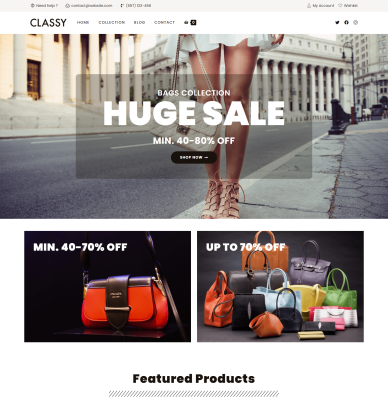 Need help ?
contact@website.com
(487) 123-456
My account
Wishlist
CLASSY
HOME
COLLECTION
BLOG
CONTACT
0
BAGS COLLECTION
HUGE SALE
MIN. 40-80% OFF
SHOP NOW →
MIN. 40-70% OFF
UP TO 70% OFF
Featured Products